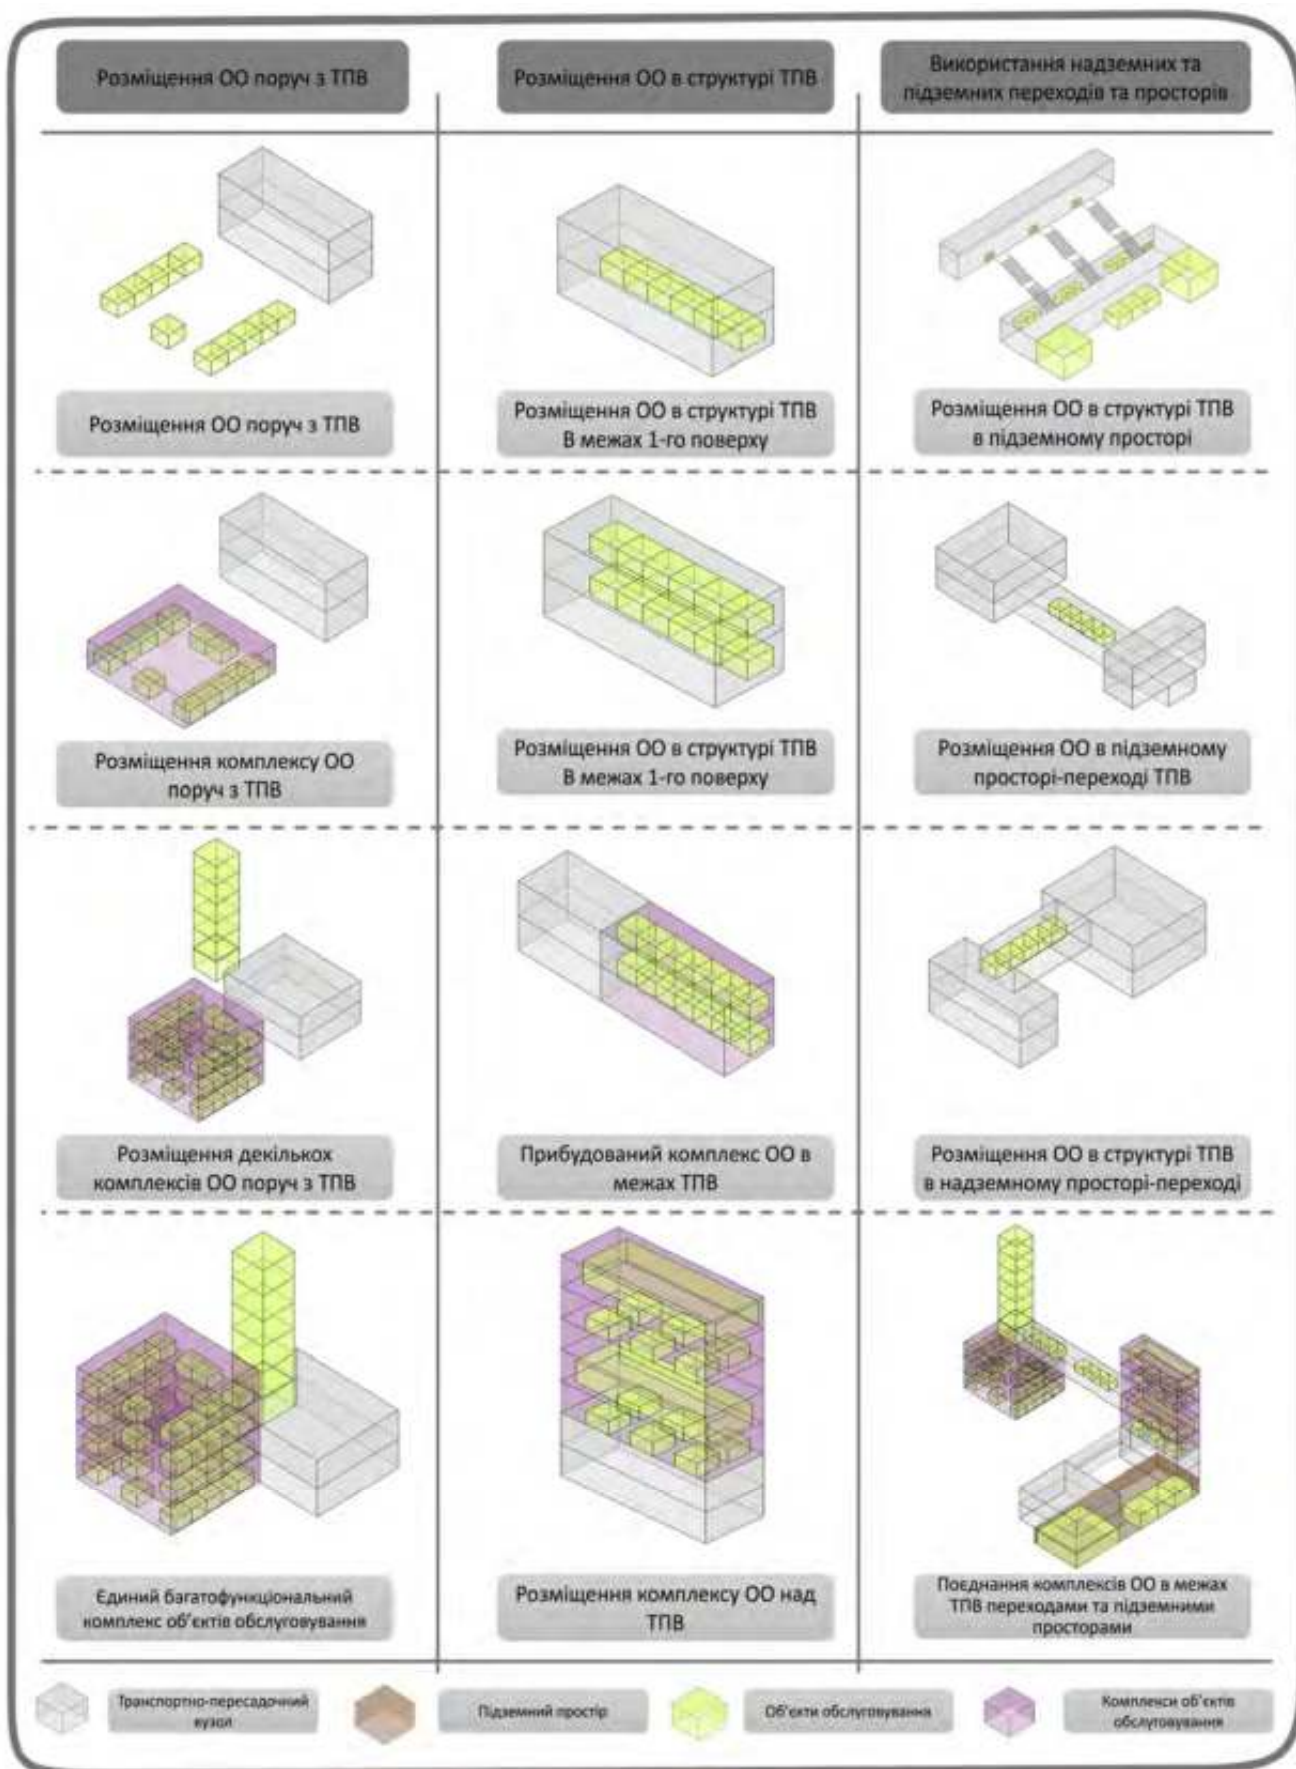 Розміщення ОО поруч з ТПВ
Розміщення ОО в структурі ТПВ
Використання надземних та
підземних переходів та просторів
Розміщення ОО поруч з ТПВ
Розміщення ОО в структурі ТПВ
В межах 1-го поверху
Розміщення ОО в структурі ТПВ
в підземному просторі
Розміщення комплексу ОО
поруч з ТПВ
Розміщення ОО в структурі ТПВ
В межах 1-го поверху
Розміщення ОО в підземному
просторі-переході ТПВ
Розміщення декількох
комплексів ОО поруч з ТПВ
Прибудований комплекс ОО в
межах ТПВ
Розміщення ОО в структурі ТПВ
в надземному просторі-переході
Єдиний багатофункціональний
комплекс об'єктів обслуговування
Розміщення комплексу ОО над
ТПВ
Поєднання комплексів ОО в межах
ТПВ переходами та підземними
просторами
Транспортно-пересадочний
вузол
Підземний простір
Об'єкти обслуговування
Комплекси об'єктів
обслуговування